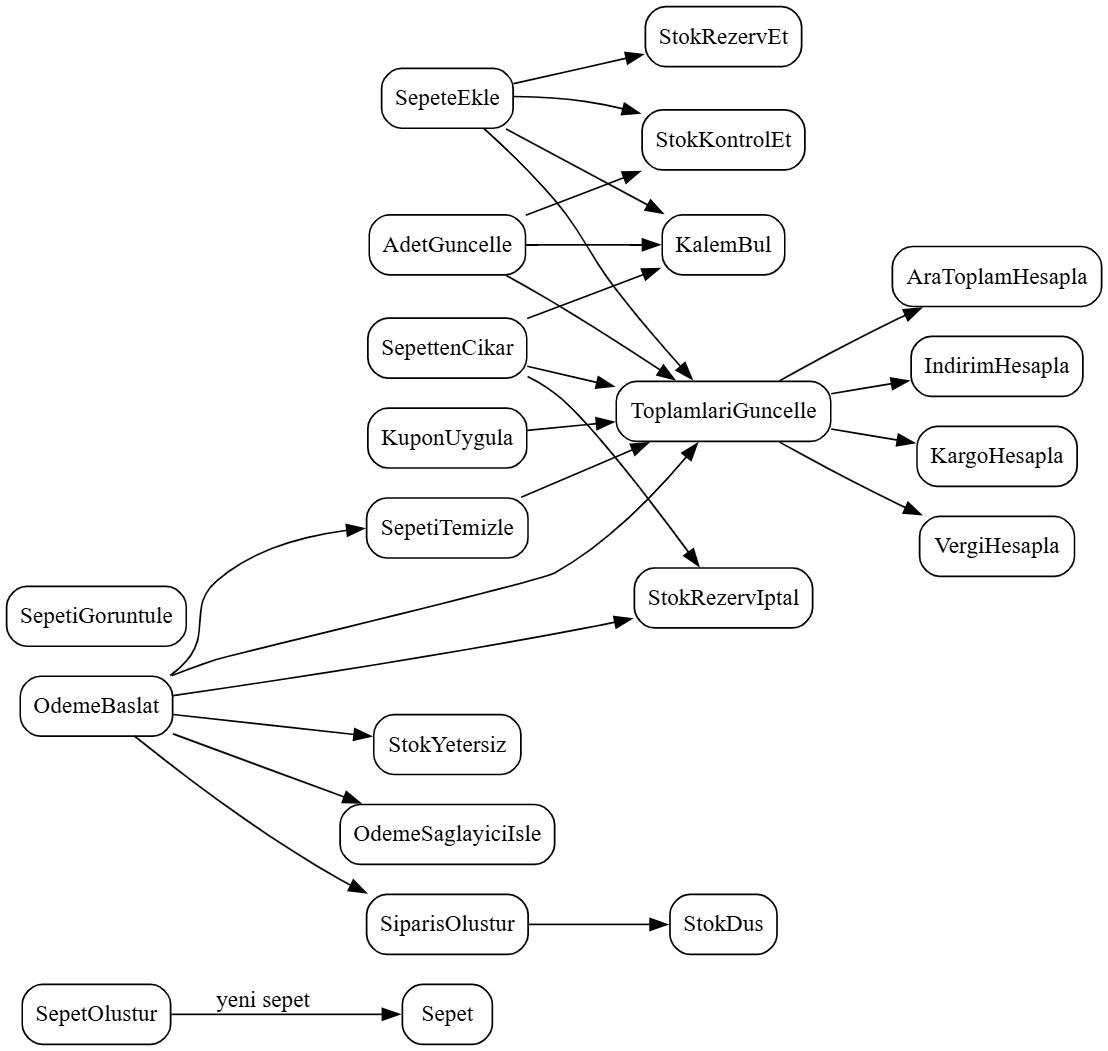 StokRezervEt
SepeteEkle
StokKontrolEt
AdetGuncelle
KalemBul
AraToplamHesapla
SepettenCikar
IndirimHesapla
ToplamlariGuncelle
KuponUygula
KargoHesapla
SepetiTemizle
VergiHesapla
StokRezervIptal
SepetiGoruntule
OdemeBaslat
StokYetersiz
OdemeSaglayiciIsle
SiparisOlustur
StokDus
yeni sepet
SepetOlustur
Sepet